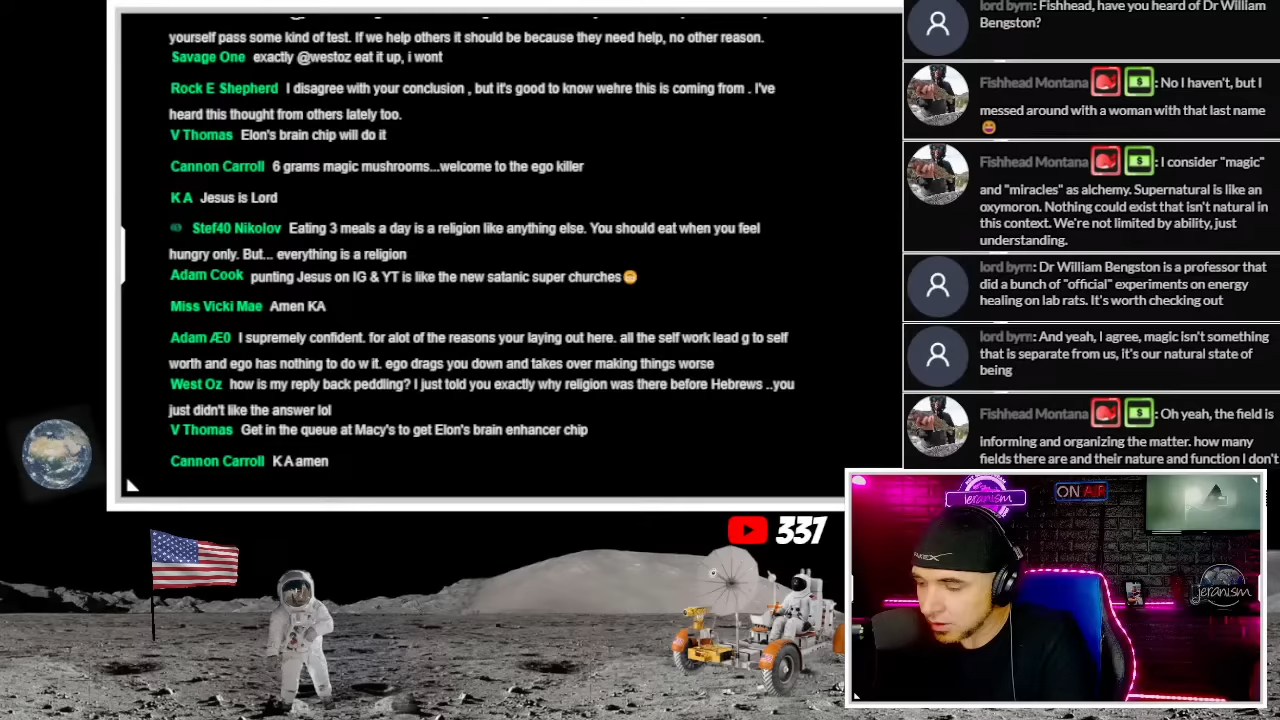 yourself pass some kind of test. If we help others it should be because they need help, no other reason.
Savage One exactly @westoz eat it up, i wont
Rock E Shepherd I disagree with your conclusion , but it's good to know wehre this is coming from . I've
heard this thought from others lately too.
V Thomas Elon's brain chip will do it
Cannon Carroll 6 grams magic mushrooms...welcome to the ego killer
K A Jesus is Lord
Stef40 Nikolov Eating 3 meals a day is a religion like anything else. You should eat when you feel
hungry only. But... everything is a religion
Adam Cook punting Jesus on IG & YT is like the new satanic super churches
Miss Vicki Mae Amen KA
Adam Æ0 I supremely confident. for alot of the reasons your laying out here. all the self work lead g to self
worth and ego has nothing to do w it. ego drags you down and takes over making things worse
West Oz how is my reply back peddling? I just told you exactly why religion was there before Hebrews ..you
just didn't like the answer lol
V Thomas Get in the queue at Macy's to get Elon's brain enhancer chip
Cannon Carroll K A amen
lord byrn: Fishhead, have you heard of Dr William
Bengston?
Fishhead Montana : No I haven't, but I
messed around with a woman with that last name
Fishhead Montana : I consider "magic"
and "miracles" as alchemy. Supernatural is like an
oxymoron. Nothing could exist that isn't natural in
this context. We're not limited by ability, just
understanding.
lord byrn: Dr William Bengston is a professor that
did a bunch of "official" experiments on energy
healing on lab rats. It's worth checking out
lord byrn: And yeah, I agree, magic isn't something
that is separate from us, it's our natural state of
being
Fishhead Montana : Oh yeah, the field is
informing and organizing the matter. how many
fields there are and their nature and function I don't
337
jeranism
ON AIR
jeranism